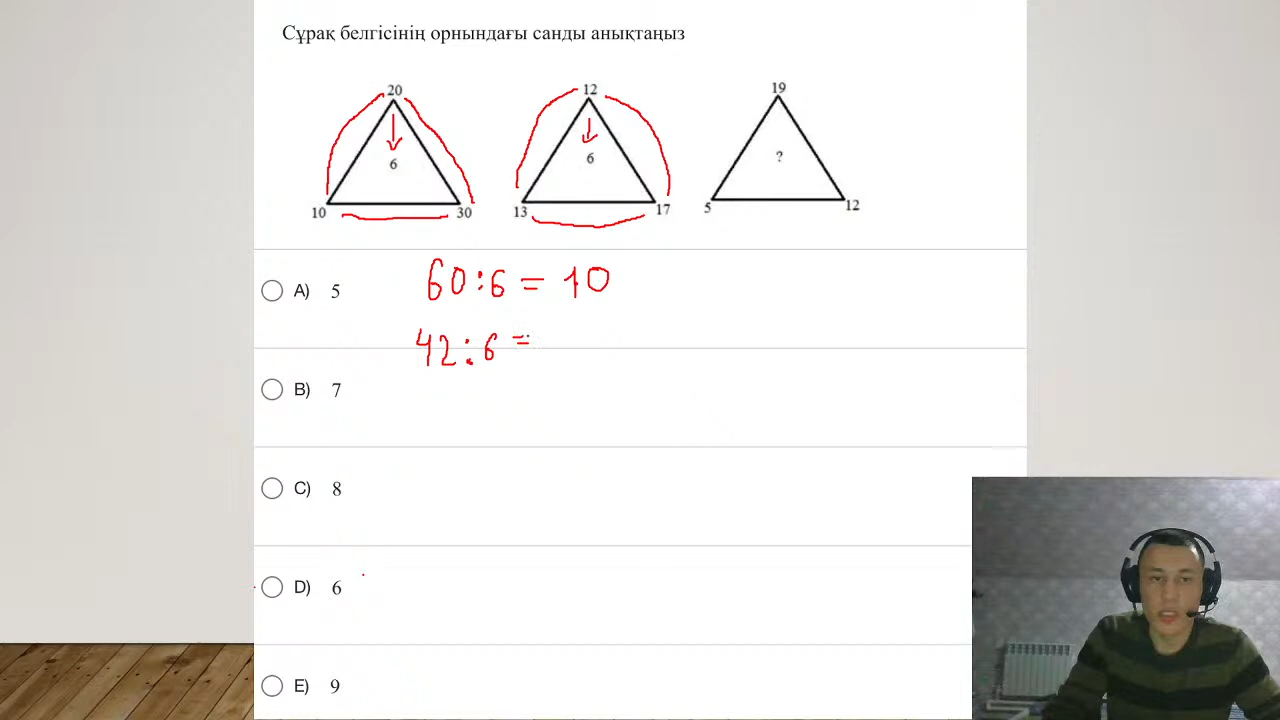 Сұрақ белгісінің орнындағы санды анықтаңыз
20 12 19
6 6 ?
10 30 13 17 5 12
60:6 = 10
A) 5
42:6 =
B) 7
C) 8
D) 6
E) 9